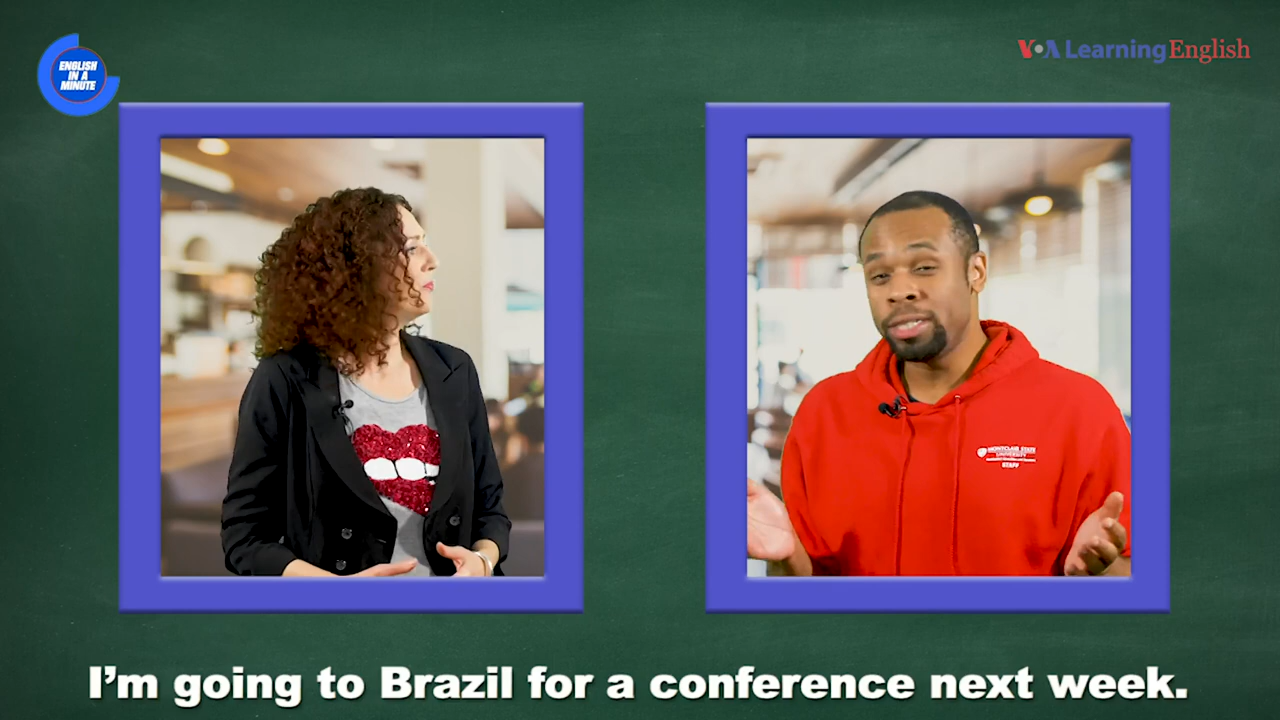 ENGLISH
IN A
MINUTE
VOA Learning English
MONTCLAIR STATE
UNIVERSITY
STAFF
I'm going to Brazil for a conference next week.